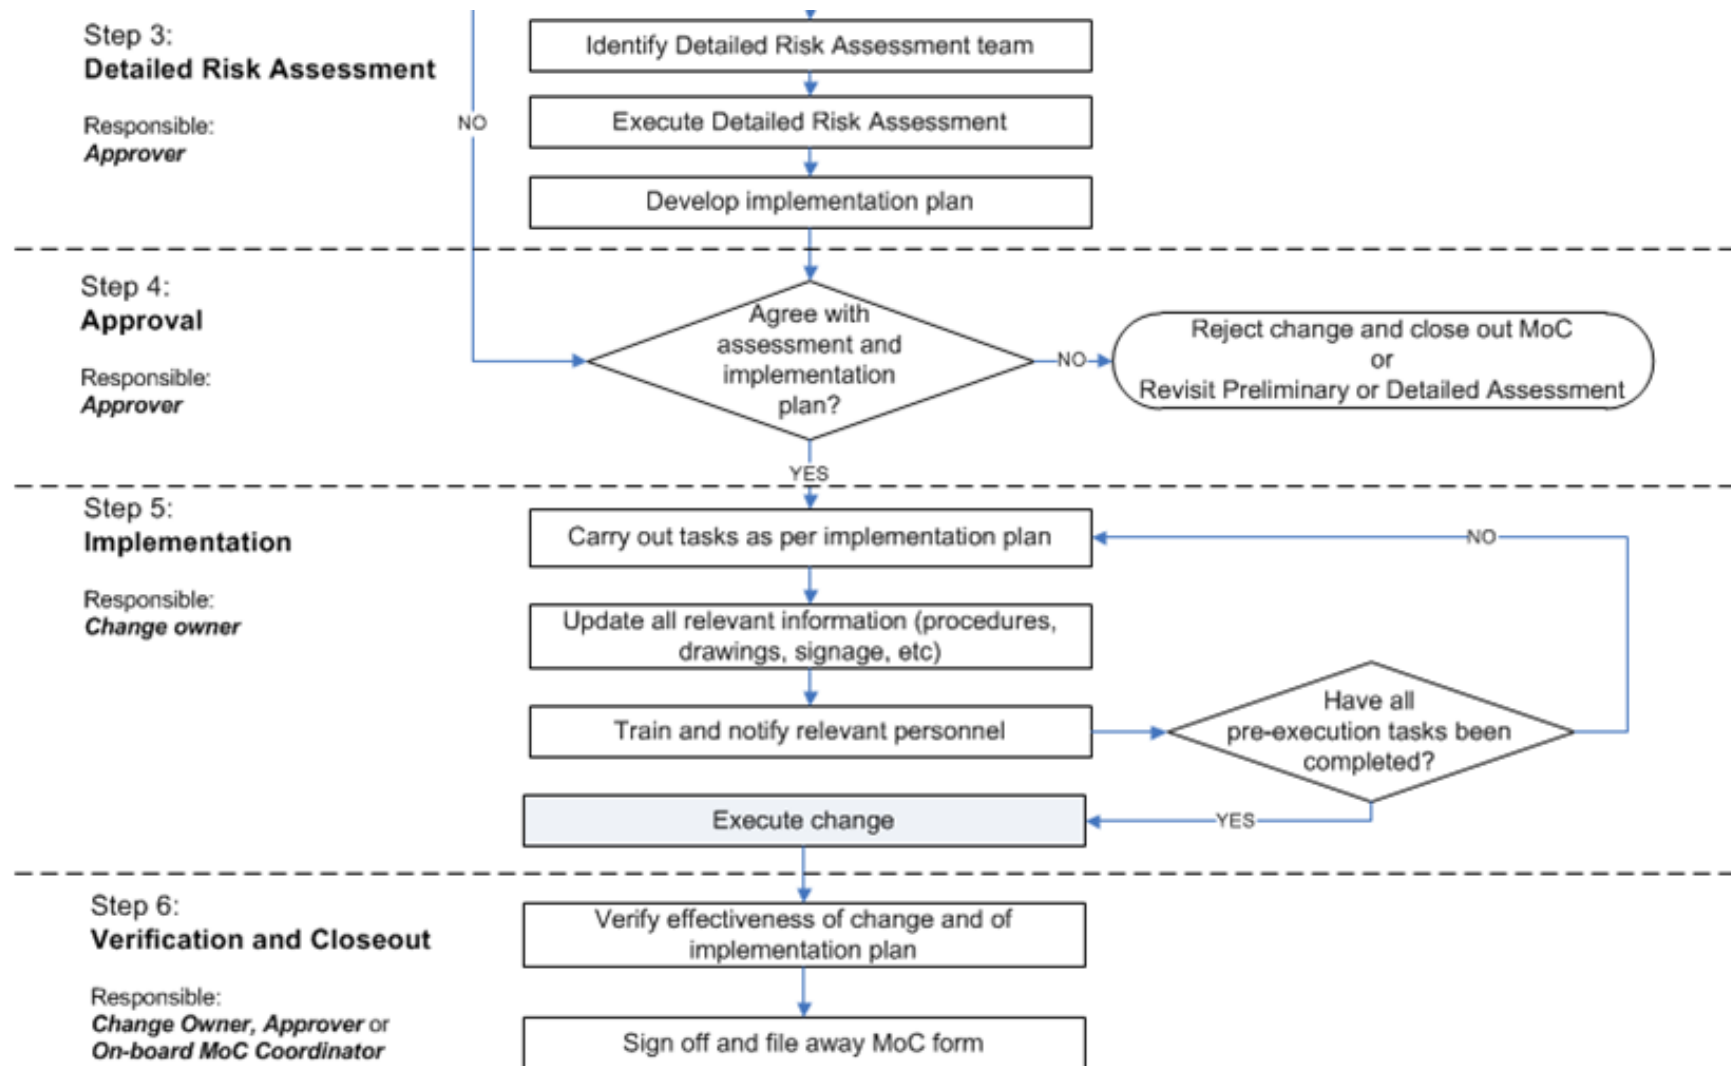 Step 3:
Detailed Risk Assessment
Responsible:
Approver
NO
Identify Detailed Risk Assessment team
Execute Detailed Risk Assessment
Develop implementation plan
Step 4:
Approval
Responsible:
Approver
Agree with
assessment and
implementation
plan?
NO
Reject change and close out MoC
or
Revisit Preliminary or Detailed Assessment
YES
Step 5:
Implementation
Responsible:
Change owner
Carry out tasks as per implementation plan
NO
Update all relevant information (procedures,
drawings, signage, etc)
Train and notify relevant personnel
Have all
pre-execution tasks been
completed?
Execute change
YES
Step 6:
Verification and Closeout
Responsible:
Change Owner, Approver or
On-board MoC Coordinator
Verify effectiveness of change and of
implementation plan
Sign off and file away MoC form